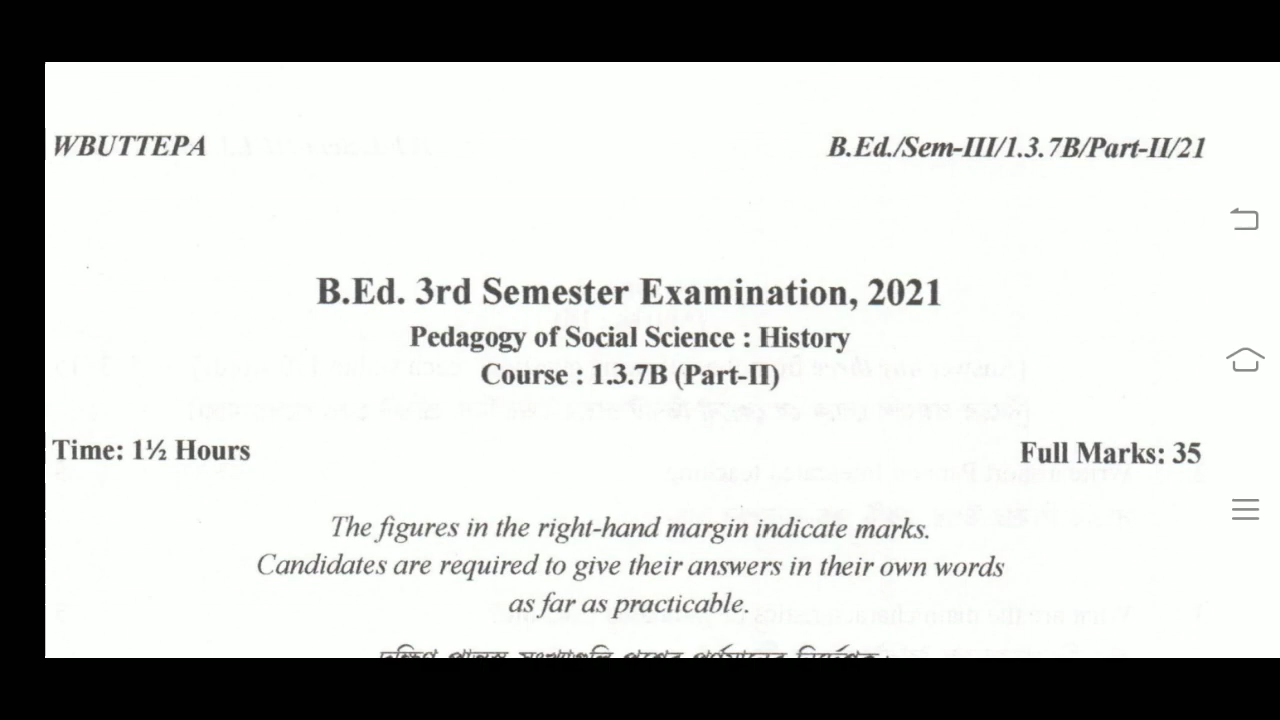 WBUTTEPA
B.Ed./Sem-III/1.3.7B/Part-II/21
B.Ed. 3rd Semester Examination, 2021
Pedagogy of Social Science : History
Course : 1.3.7B (Part-II)
Time: 1½ Hours
Full Marks: 35
The figures in the right-hand margin indicate marks.
Candidates are required to give their answers in their own words
as far as practicable.